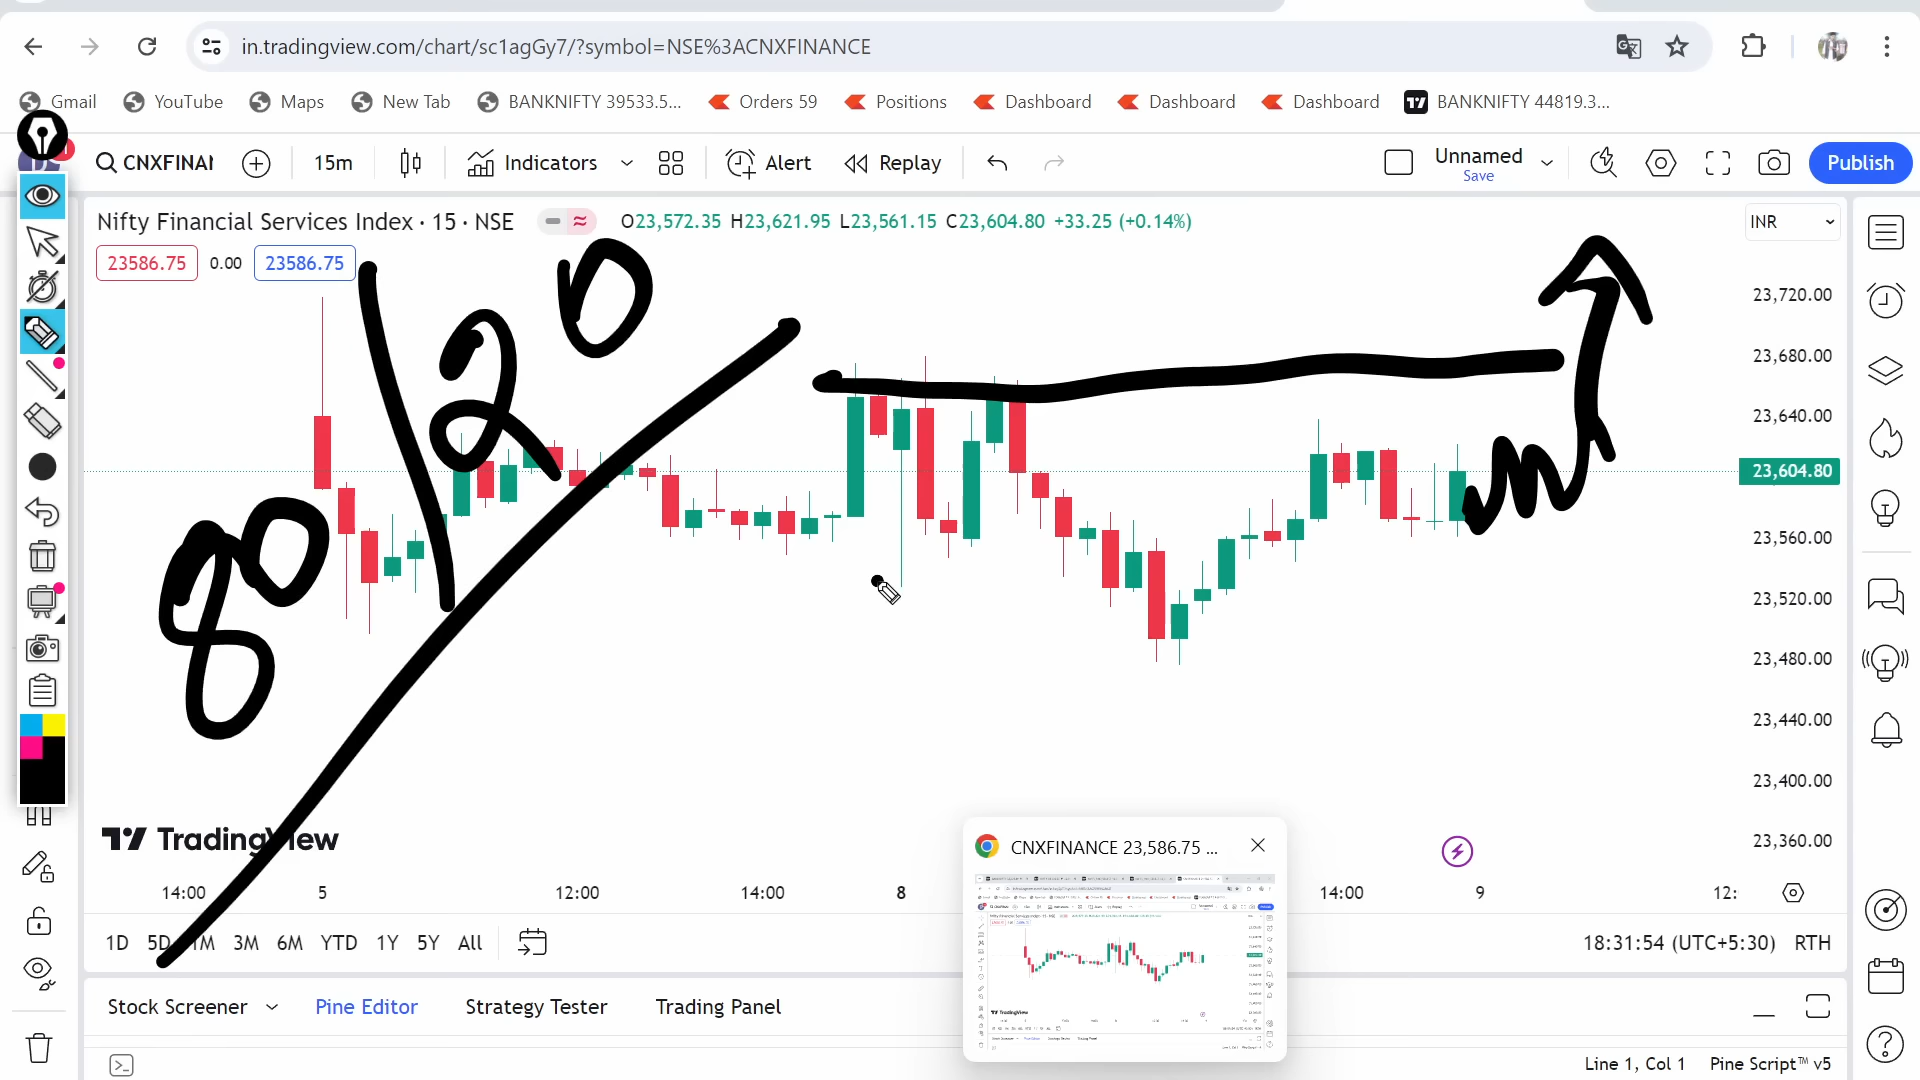 in.tradingview.com/chart/sc1agGy7/?symbol=NSE%3ACNXFINANCE
Gmail YouTube Maps New Tab BANKNIFTY 39533.5... Orders 59 Positions Dashboard Dashboard Dashboard BANKNIFTY 44819.3...
CNXFINAN 15m Indicators Alert Replay Unnamed Save Publish
Nifty Financial Services Index · 15 · NSE O23,572.35 H23,621.95 L23,561.15 C23,604.80 +33.25 (+0.14%) INR
23586.75 0.00 23586.75
80/20
23,720.00
23,680.00
23,640.00
23,604.80
23,560.00
23,520.00
23,480.00
23,440.00
23,400.00
23,360.00
TradingView
CNXFINANCE 23,586.75 ...
TradingView
14:00 5 12:00 14:00 8 14:00 9 12:
1D 5D 1M 3M 6M YTD 1Y 5Y All 18:31:54 (UTC+5:30) RTH
Stock Screener Pine Editor Strategy Tester Trading Panel
Line 1, Col 1 Pine Script™ v5